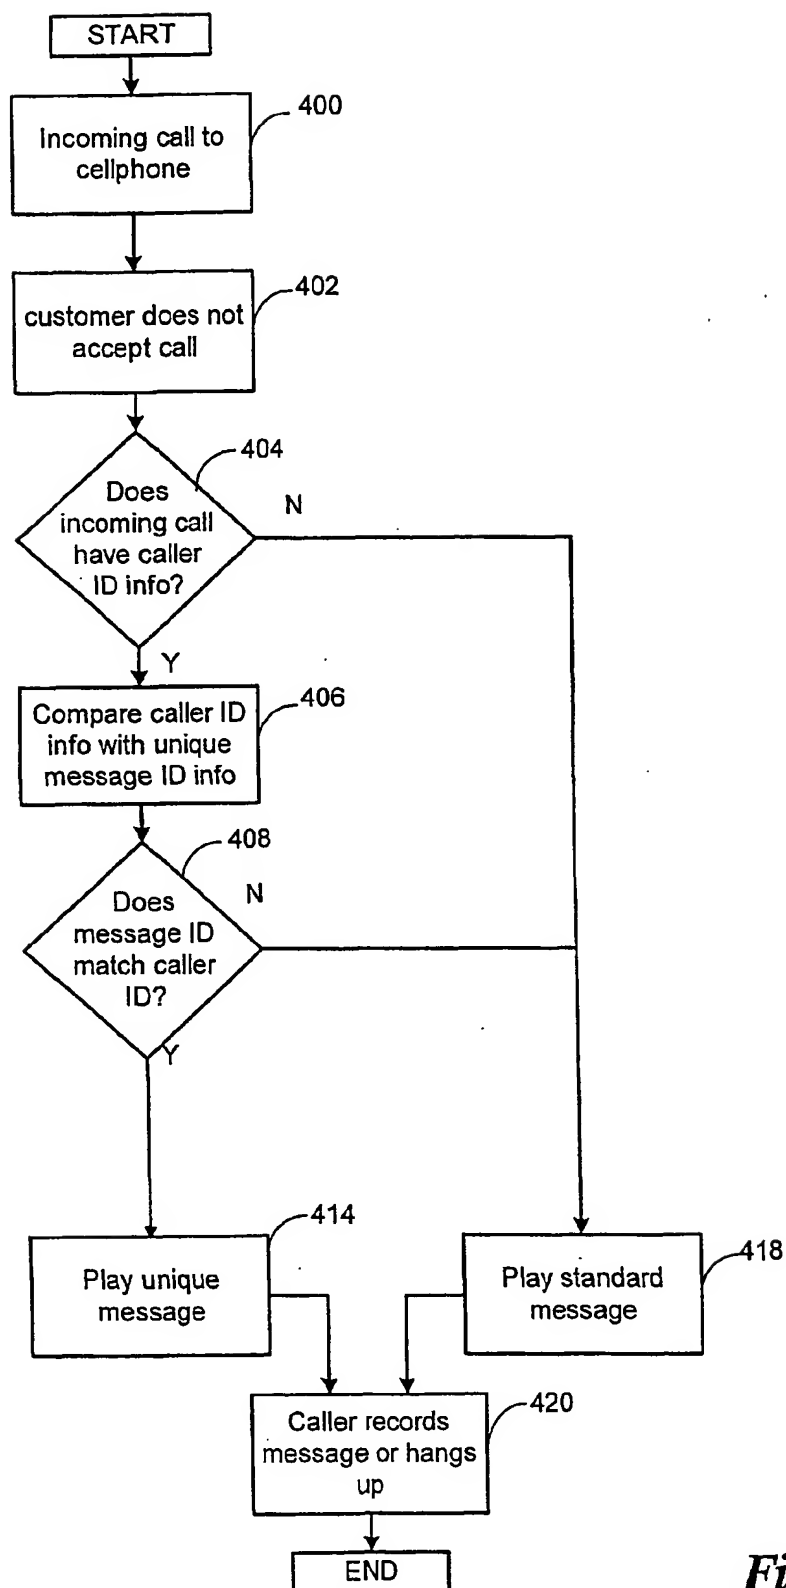 START
400
Incoming call to
cellphone
402
customer does not
accept call
404
Does
incoming call
have caller
ID info?
N
Y
406
Compare caller ID
info with unique
message ID info
408
Does
message ID
match caller
ID?
N
Y
414
Play unique
message
418
Play standard
message
420
Caller records
message or hangs
up
END